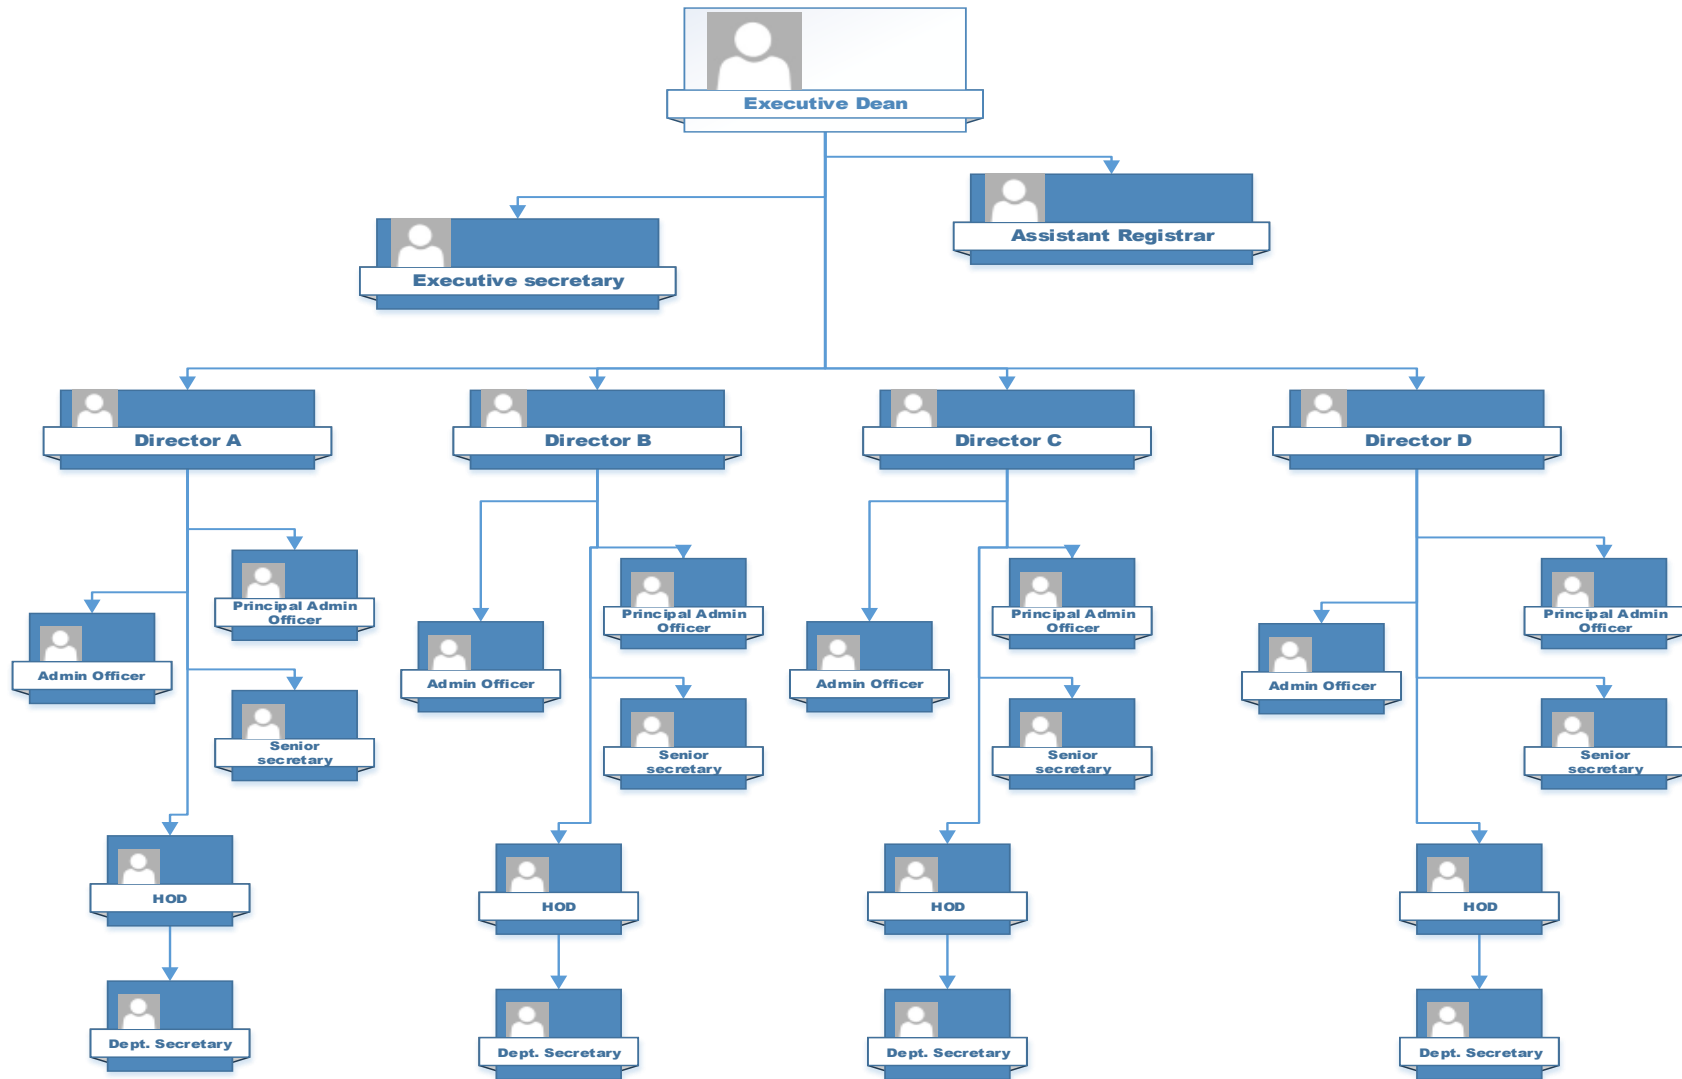 Executive Dean
Assistant Registrar
Executive secretary
Director A
Director B
Director C
Director D
Principal Admin
Officer
Principal Admin
Officer
Principal Admin
Officer
Principal Admin
Officer
Admin Officer
Admin Officer
Admin Officer
Admin Officer
Senior
secretary
Senior
secretary
Senior
secretary
Senior
secretary
HOD
HOD
HOD
HOD
Dept. Secretary
Dept. Secretary
Dept. Secretary
Dept. Secretary